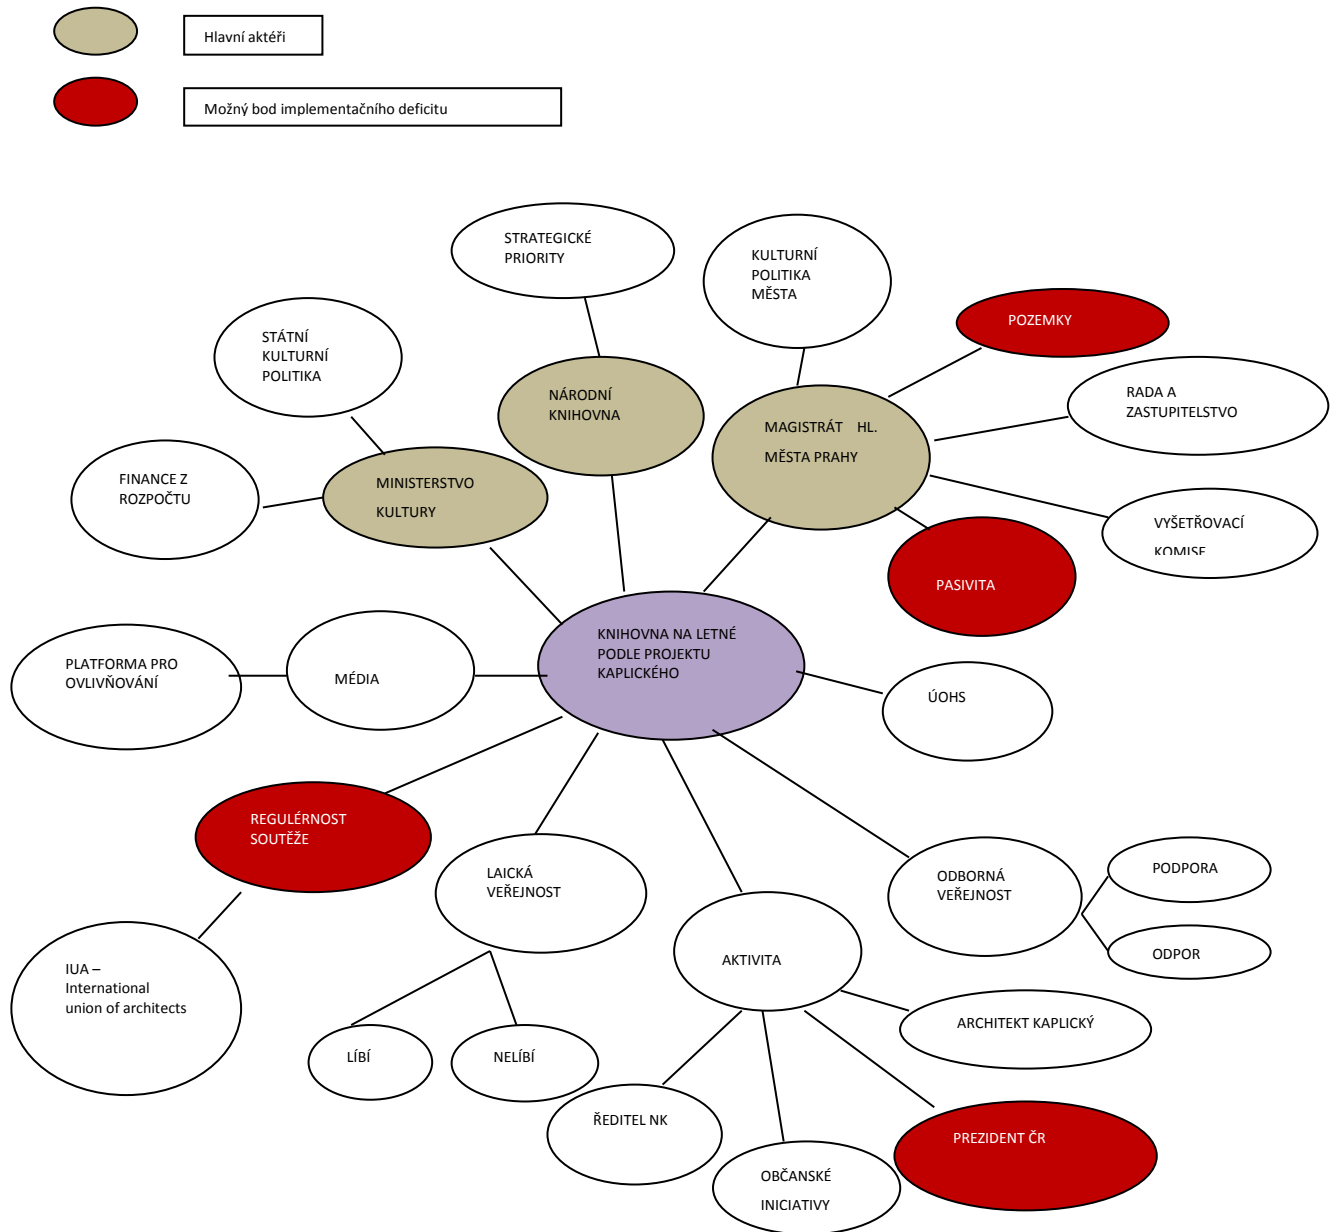 Hlavní aktéři
Možný bod implementačního deficitu
STRATEGICKÉ
PRIORITY
KULTURNÍ
POLITIKA
MĚSTA
POZEMKY
STÁTNÍ
KULTURNÍ
POLITIKA
NÁRODNÍ
KNIHOVNA
RADA A
ZASTUPITELSTVO
MAGISTRÁT HL.
MĚSTA PRAHY
FINANCE Z
ROZPOČTU
MINISTERSTVO
KULTURY
VYŠETŘOVACÍ
KOMISE
PASIVITA
KNIHOVNA NA LETNÉ
PODLE PROJEKTU
KAPLICKÉHO
PLATFORMA PRO
OVLIVŇOVÁNÍ
MÉDIA
ÚOHS
REGULÉRNOST
SOUTĚŽE
LAICKÁ
VEŘEJNOST
ODBORNÁ
VEŘEJNOST
PODPORA
ODPOR
AKTIVITA
IUA –
International
union of architects
ARCHITEKT KAPLICKÝ
LÍBÍ
NELÍBÍ
ŘEDITEL NK
PREZIDENT ČR
OBČANSKÉ
INICIATIVY